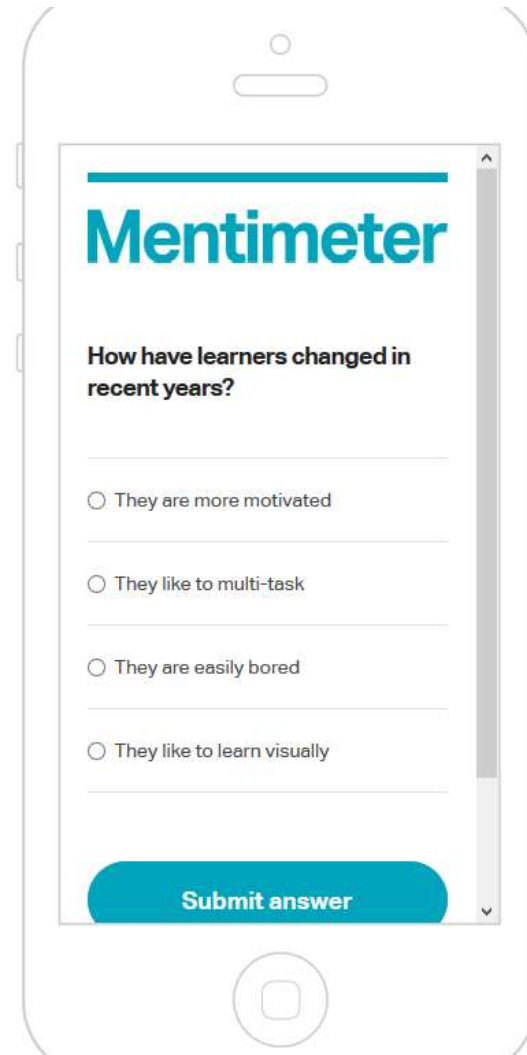 Mentimeter
How have learners changed in
recent years?
They are more motivated
They like to multi-task
They are easily bored
They like to learn visually
Submit answer